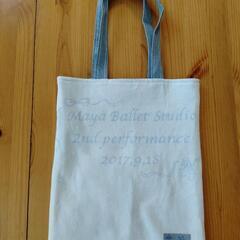 Maya Ballet Studio
2nd performance
2017.9.18